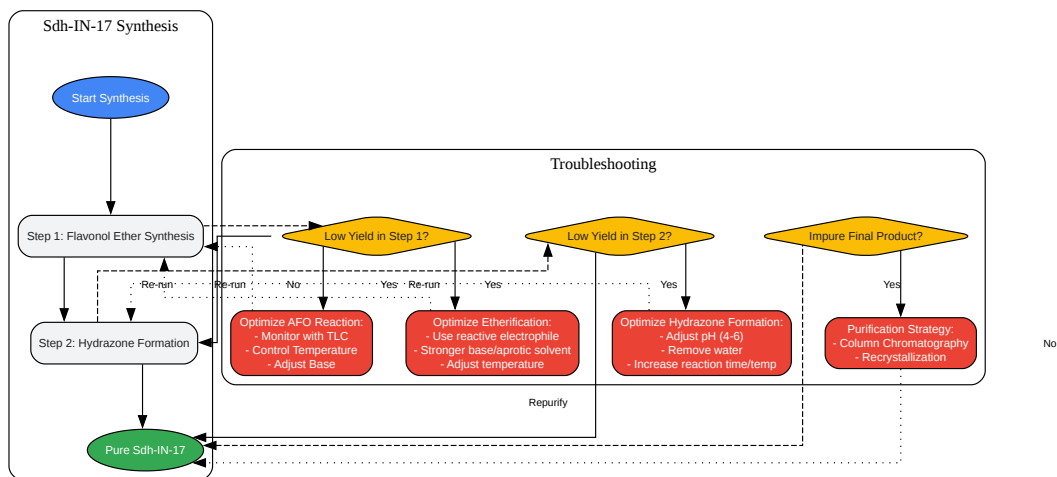 Sdh-IN-17 Synthesis
Start Synthesis
Troubleshooting
Step 1: Flavonol Ether Synthesis
Low Yield in Step 1?
Low Yield in Step 2?
Impure Final Product?
Re-run
Re-run
No
Yes
Re-run
Yes
Yes
Yes
Step 2: Hydrazone Formation
Optimize AFO Reaction:
- Monitor with TLC
- Control Temperature
- Adjust Base
Optimize Etherification:
- Use reactive electrophile
- Stronger base/aprotic solvent
- Adjust temperature
Optimize Hydrazone Formation:
- Adjust pH (4-6)
- Remove water
- Increase reaction time/temp
Purification Strategy:
- Column Chromatography
- Recrystallization
No
Repurify
Pure Sdh-IN-17